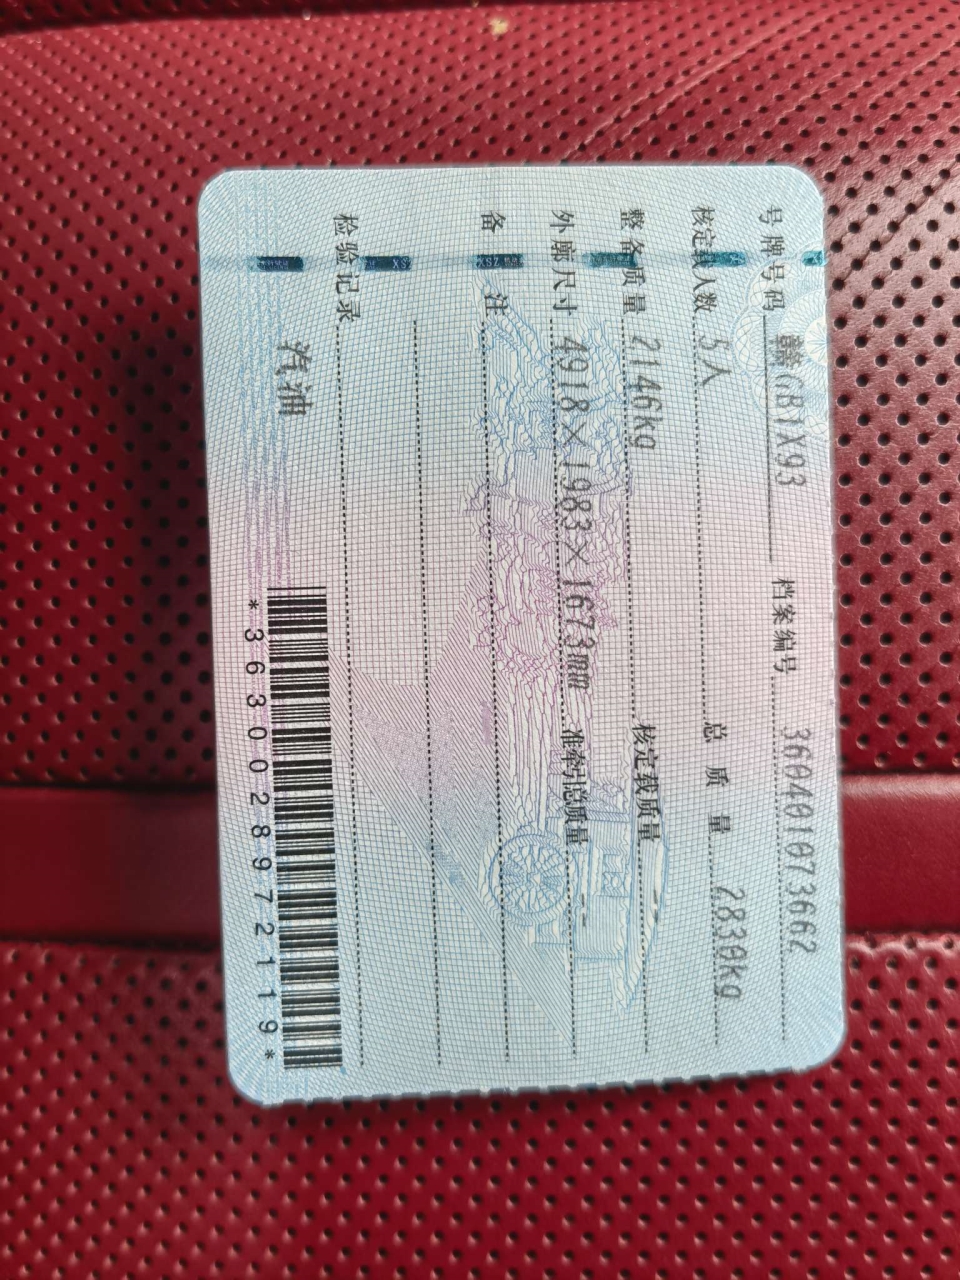 号牌号码 赣GB1X93 档案编号 360401073662
核定载人数 5人 总质量 2830kg
整备质量 2146kg 核定载质量
外廓尺寸 4918×1983×1673mm 准牵引总质量 --
备注
检验记录
汽油
*3630028972119*